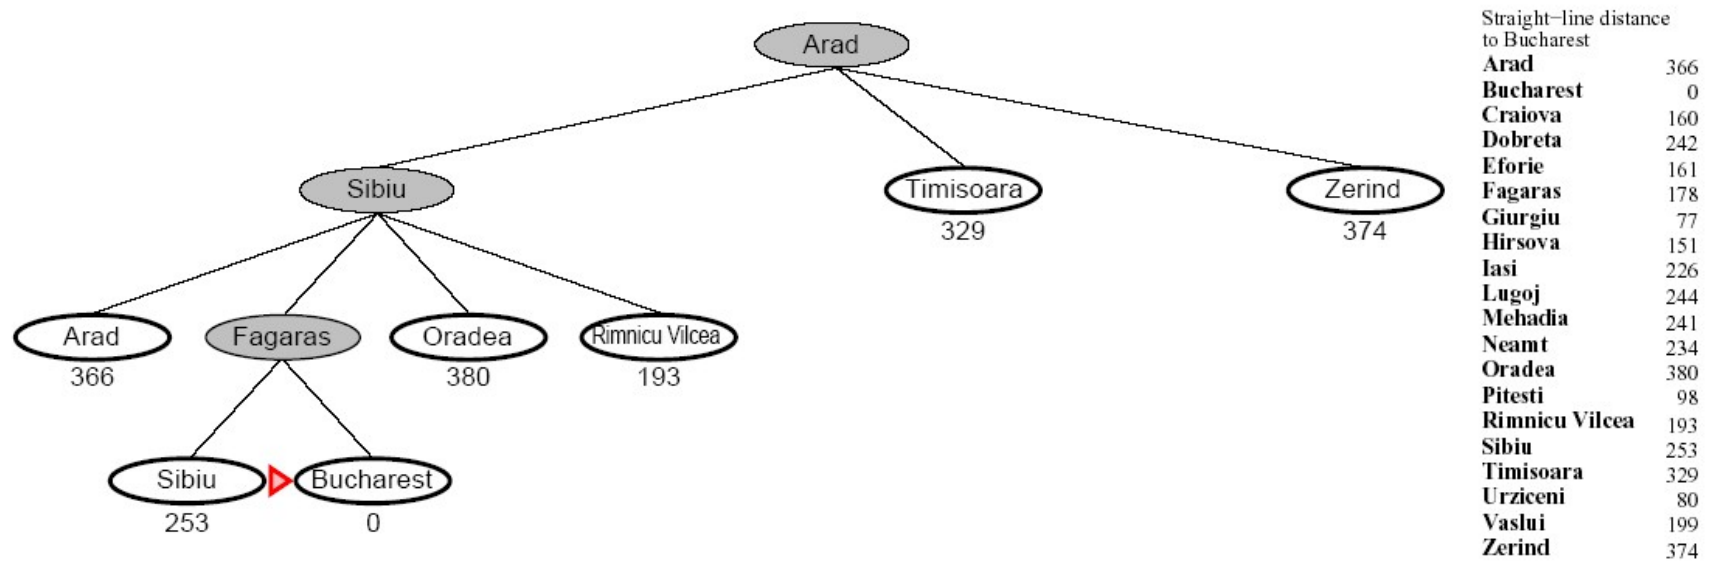 Arad
Sibiu
Timisoara
Zerind
329
374
Arad
Fagaras
Oradea
Rimnicu Vilcea
366
380
193
Sibiu
Bucharest
253
0
Straight−line distance
to Bucharest
Arad 366
Bucharest 0
Craiova 160
Dobreta 242
Eforie 161
Fagaras 178
Giurgiu 77
Hirsova 151
Iasi 226
Lugoj 244
Mehadia 241
Neamt 234
Oradea 380
Pitesti 98
Rimnicu Vilcea 193
Sibiu 253
Timisoara 329
Urziceni 80
Vaslui 199
Zerind 374